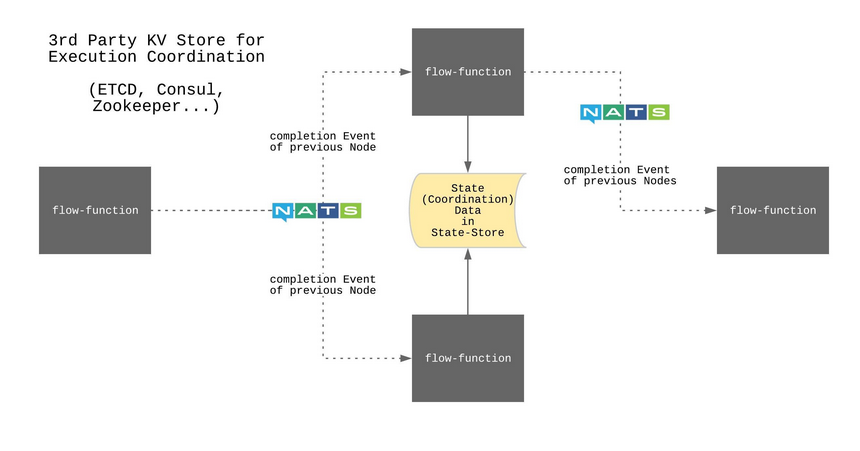 3rd Party KV Store for
Execution Coordination
(ETCD, Consul,
Zookeeper...)
flow-function
NATS
completion Event
of previous Node
completion Event
of previous Node
flow-function
State
(Coordination)
Data
in
State-Store
flow-function
NATS
completion Event
of previous Nodes
flow-function